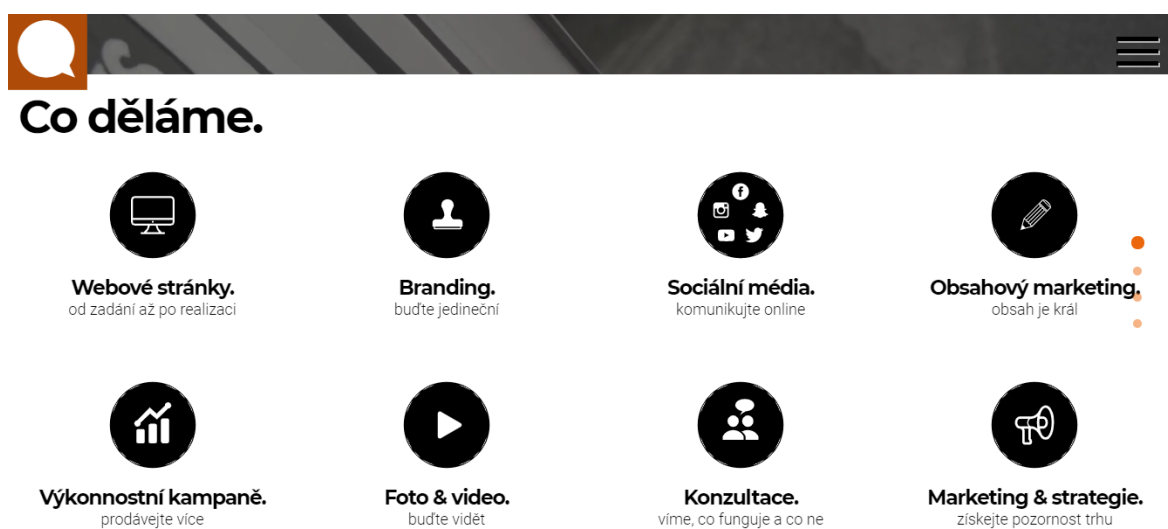 Co děláme.
Webové stránky.
od zadání až po realizaci
Branding.
buďte jedineční
Sociální média.
komunikujte online
Obsahový marketing.
obsah je král
Výkonnostní kampaně.
prodávejte více
Foto & video.
buďte vidět
Konzultace.
víme, co funguje a co ne
Marketing & strategie.
získejte pozornost trhu